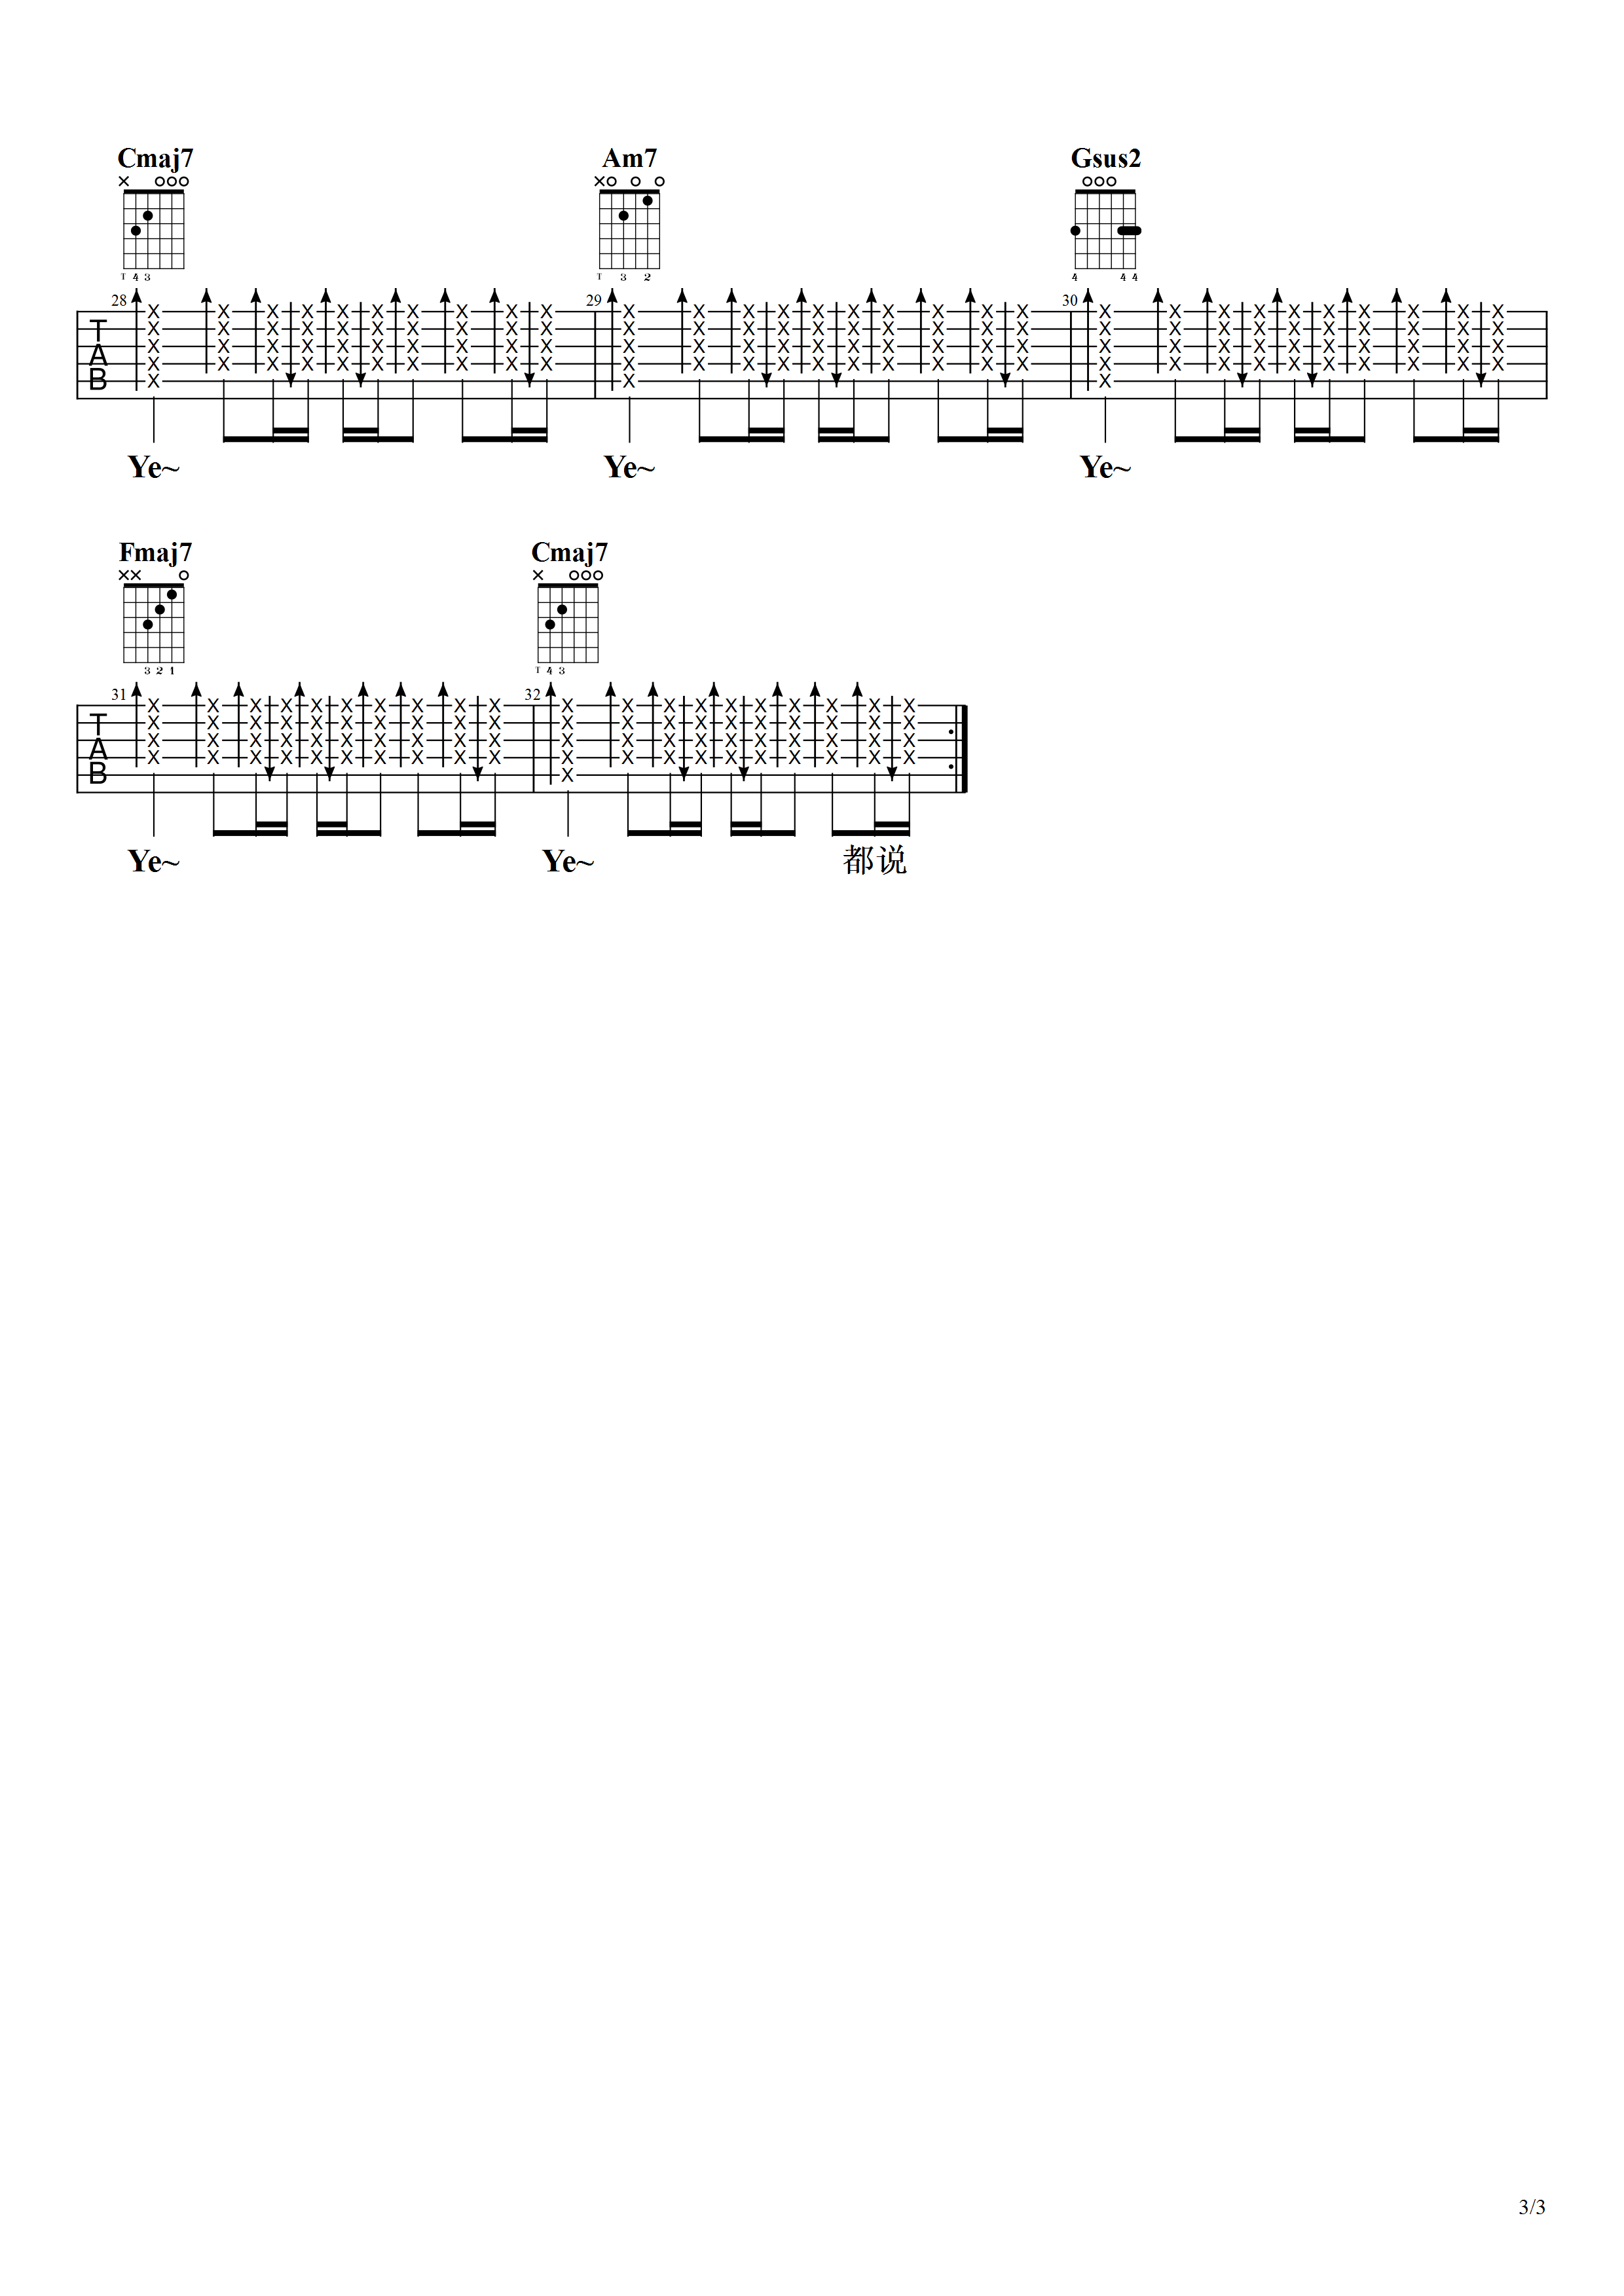 Cmaj7 Am7 Gsus2
× ○○○ ×○ ○ ○ ○○○
T 4 3 T 3 2 4 4 4
28 29 30
T
A
B
X X X X X X X X X X X X X X X X X X X X X X X X X X X X X X
X X X X X X X X X X X X X X X X X X X X X X X X X X X X X X
X X X X X X X X X X X X X X X X X X X X X X X X X X X X X X
X X X X X X X X X X X X X X X X X X X X X X X X X X X X X X
X X X
Ye~ Ye~ Ye~
Fmaj7 Cmaj7
×× ○ × ○○○
3 2 1 T 4 3
31 32
T
A
B
X X X X X X X X X X X X X X X X X X X X
X X X X X X X X X X X X X X X X X X X X
X X X X X X X X X X X X X X X X X X X X
X X X X X X X X X X X X X X X X X X X X
X
Ye~ Ye~ 都说
3/3